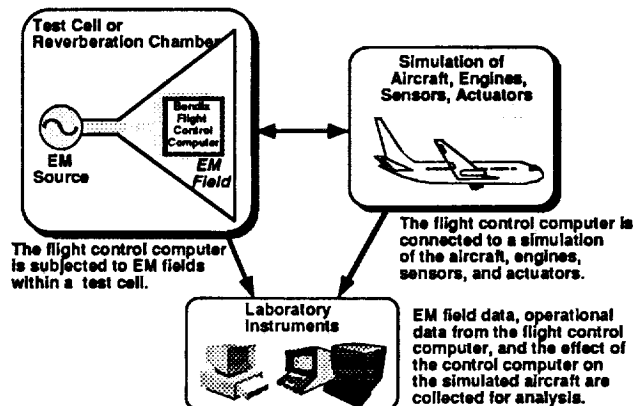 Test Cell or
Reverberation Chamber
Bendix
Flight
Control
Computer
EM
Field
EM
Source
Simulation of
Aircraft, Engines,
Sensors, Actuators
The flight control computer
is subjected to EM fields
within a test cell.
The flight control computer is
connected to a simulation
of the aircraft, engines,
sensors, and actuators.
Laboratory
Instruments
EM field data, operational
data from the flight control
computer, and the effect of
the control computer on
the simulated aircraft are
collected for analysis.